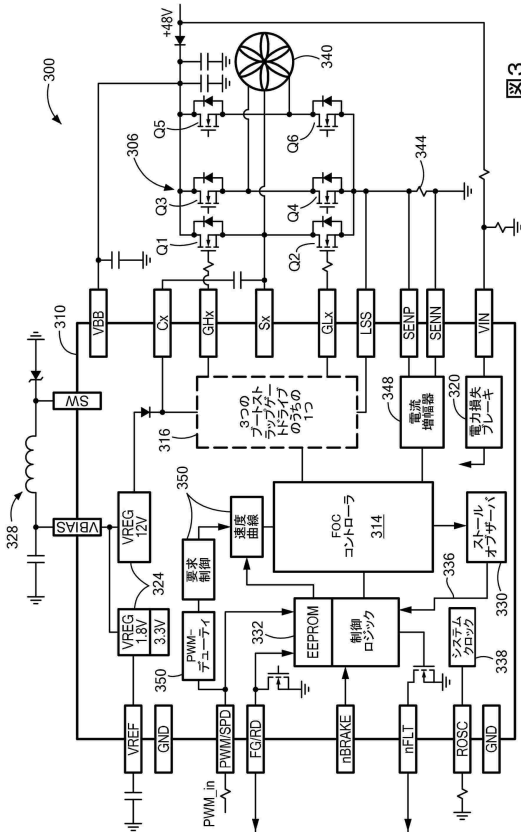 300
+48V
340
306
Q5
Q6
Q3
Q4
Q1
Q2
344
310
VBB
Cx
GHx
Sx
GLx
LSS
SENP
SENN
VIN
328
SW
VBIAS
VREG
12V
324
VREG
1.8V
3.3V
316
3つの
ブートスト
ラップゲー
トドライブ
のうちの
1つ
348
電流
増幅器
320
電力損失
ブレーキ
350
速度
曲線
350
要求
制御
350
PWM-
デューティ
FOC
コントローラ
314
332
EEPROM
制御
ロジック
336
ストール
オブザーバ
330
システム
クロック
338
VREF
GND
PWM/SPD
FG/RD
nBRAKE
nFLT
ROSC
GND
PWM_in
図3